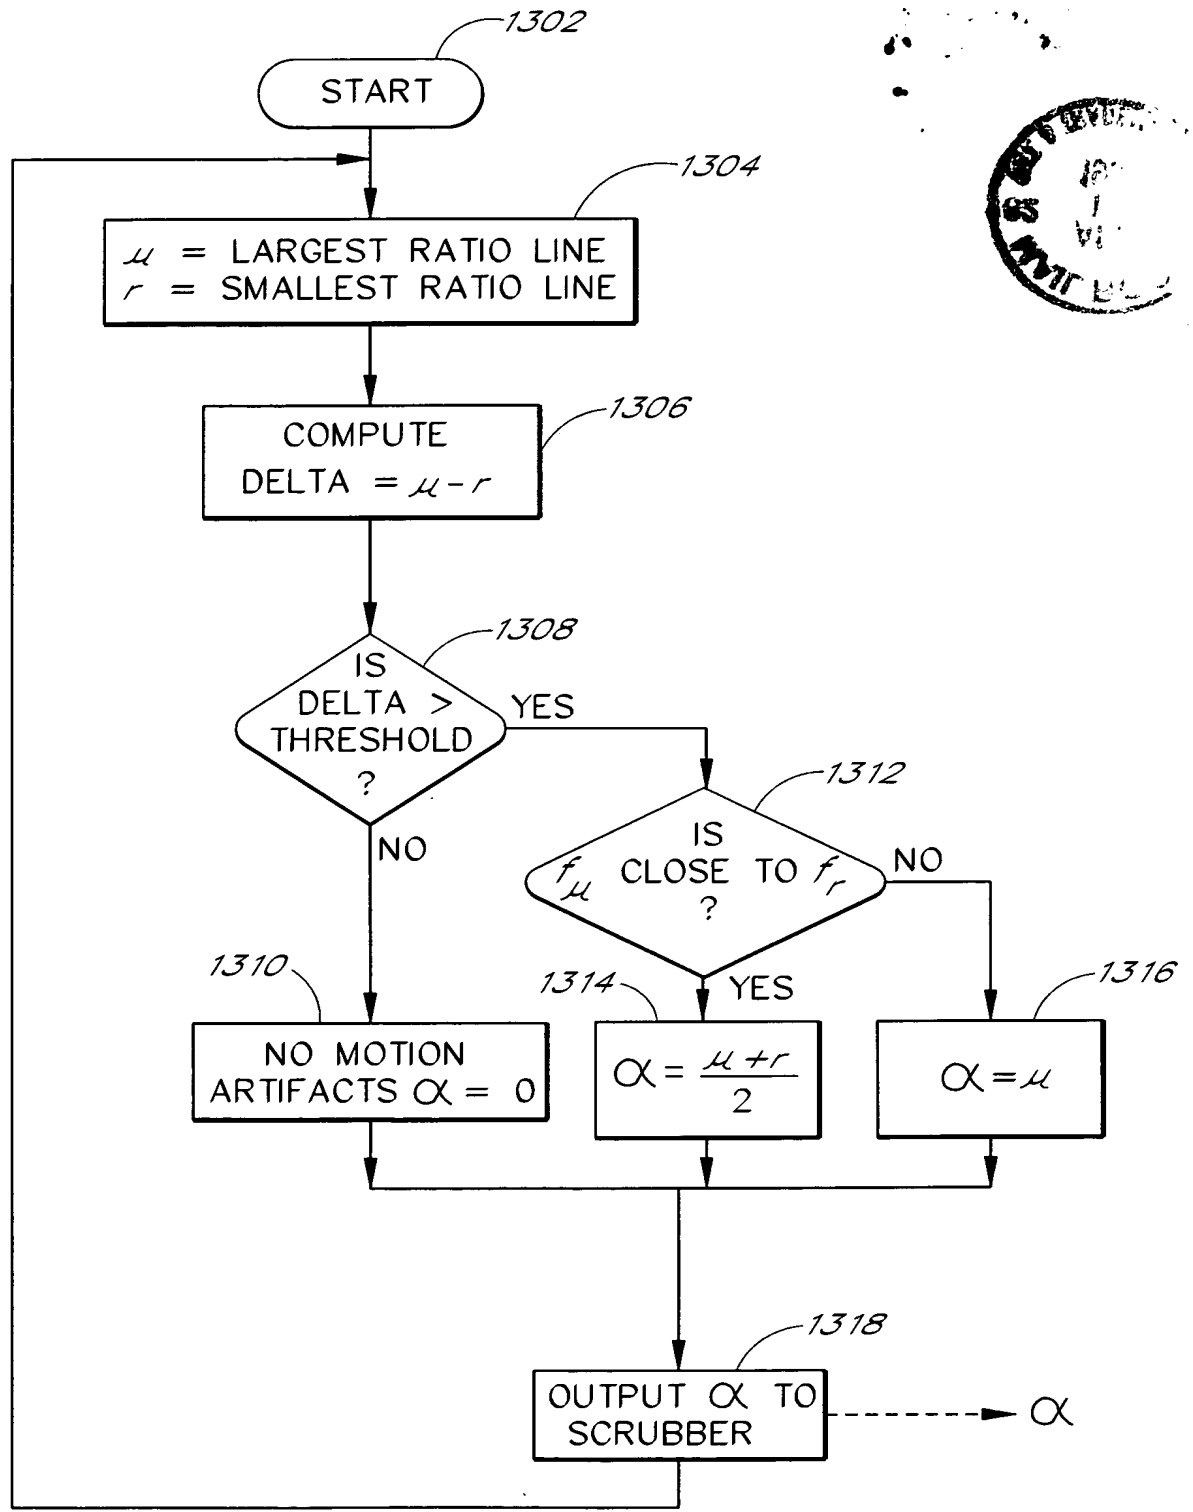 1302
START
1304
μ = LARGEST RATIO LINE
r = SMALLEST RATIO LINE
1306
COMPUTE
DELTA = μ - r
1308
IS
DELTA >
THRESHOLD
?
YES
NO
1312
IS
fμ CLOSE TO fr
?
NO
YES
1310
NO MOTION
ARTIFACTS α = 0
1314
α = μ + r / 2
1316
α = μ
1318
OUTPUT α TO
SCRUBBER
α